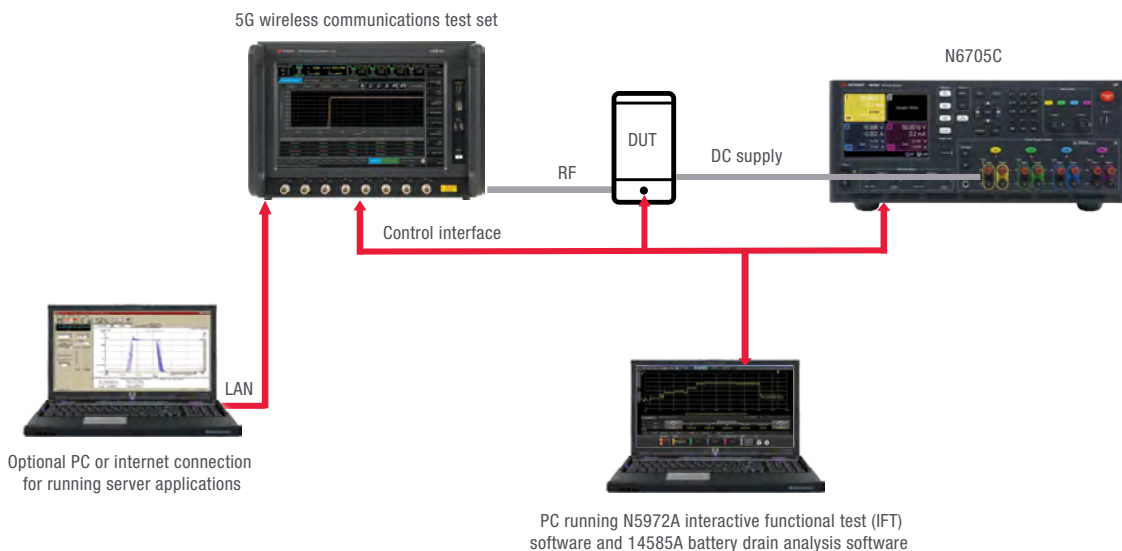 5G wireless communications test set
N6705C
DUT
RF
DC supply
Control interface
LAN
Optional PC or internet connection
for running server applications
PC running N5972A interactive functional test (IFT)
software and 14585A battery drain analysis software